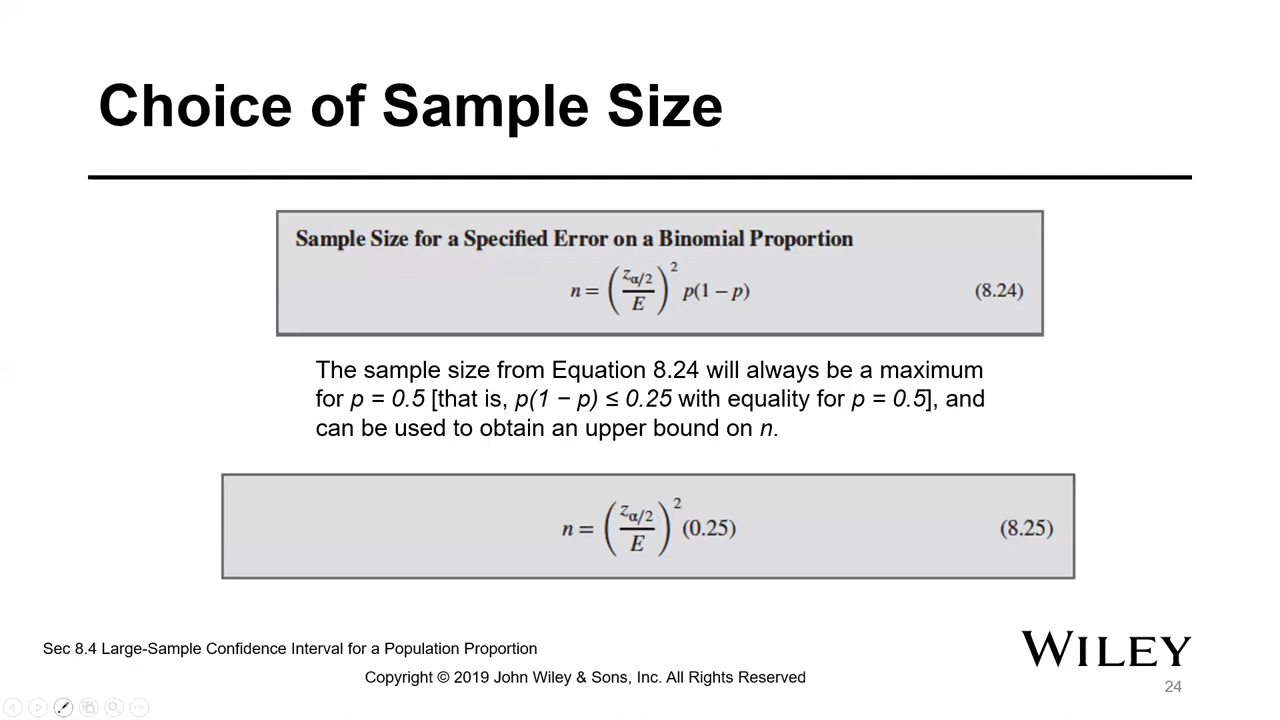 Choice of Sample Size
Sample Size for a Specified Error on a Binomial Proportion
n = (zα/2 / E)² p(1 − p) (8.24)
The sample size from Equation 8.24 will always be a maximum
for p = 0.5 [that is, p(1 − p) ≤ 0.25 with equality for p = 0.5], and
can be used to obtain an upper bound on n.
n = (zα/2 / E)² (0.25) (8.25)
Sec 8.4 Large-Sample Confidence Interval for a Population Proportion
WILEY
Copyright © 2019 John Wiley & Sons, Inc. All Rights Reserved
24